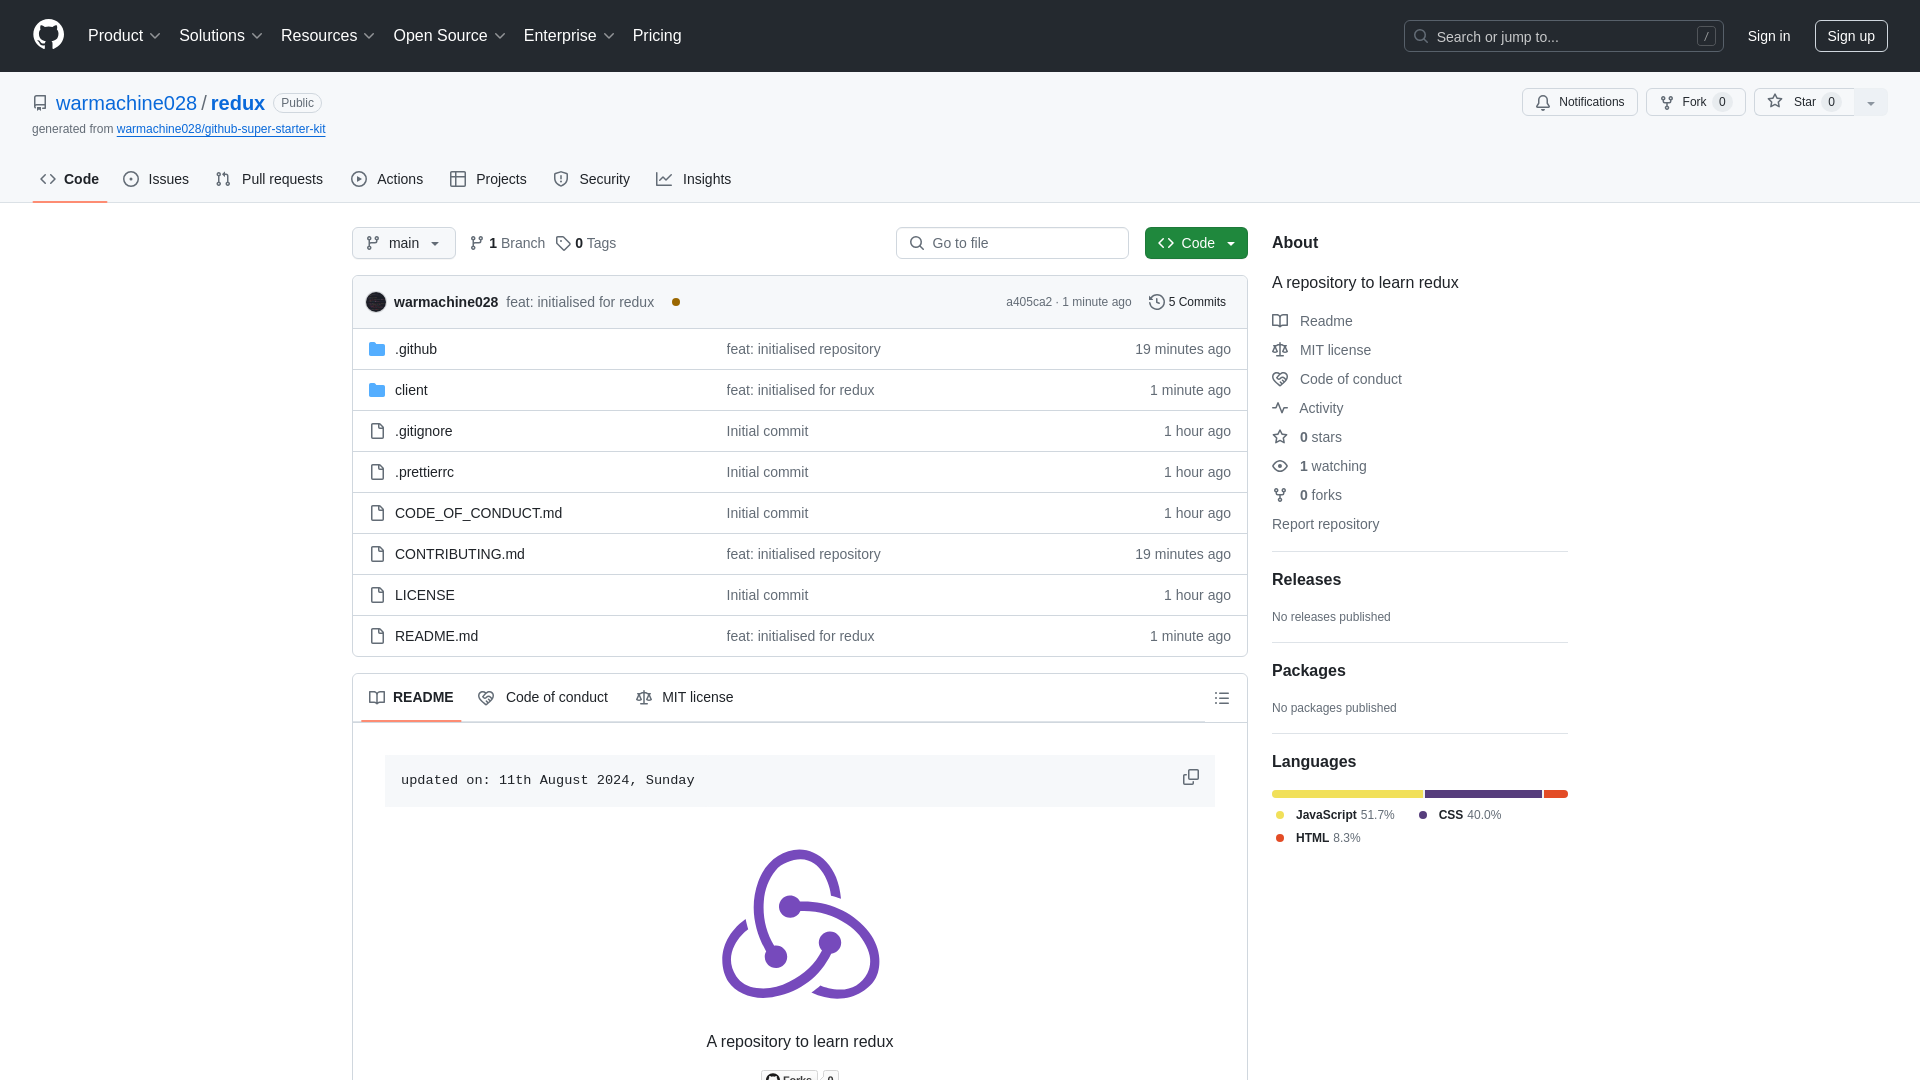 Product Solutions Resources Open Source Enterprise Pricing Search or jump to... / Sign in Sign up
warmachine028 / redux Public Notifications Fork 0 Star 0
generated from warmachine028/github-super-starter-kit
Code Issues Pull requests Actions Projects Security Insights
main 1 Branch 0 Tags Go to file Code
warmachine028 feat: initialised for redux a405ca2 · 1 minute ago 5 Commits
.github feat: initialised repository 19 minutes ago
client feat: initialised for redux 1 minute ago
.gitignore Initial commit 1 hour ago
.prettierrc Initial commit 1 hour ago
CODE_OF_CONDUCT.md Initial commit 1 hour ago
CONTRIBUTING.md feat: initialised repository 19 minutes ago
LICENSE Initial commit 1 hour ago
README.md feat: initialised for redux 1 minute ago
README Code of conduct MIT license
updated on: 11th August 2024, Sunday
A repository to learn redux
Forks 0
About
A repository to learn redux
Readme
MIT license
Code of conduct
Activity
0 stars
1 watching
0 forks
Report repository
Releases
No releases published
Packages
No packages published
Languages
JavaScript 51.7% CSS 40.0%
HTML 8.3%